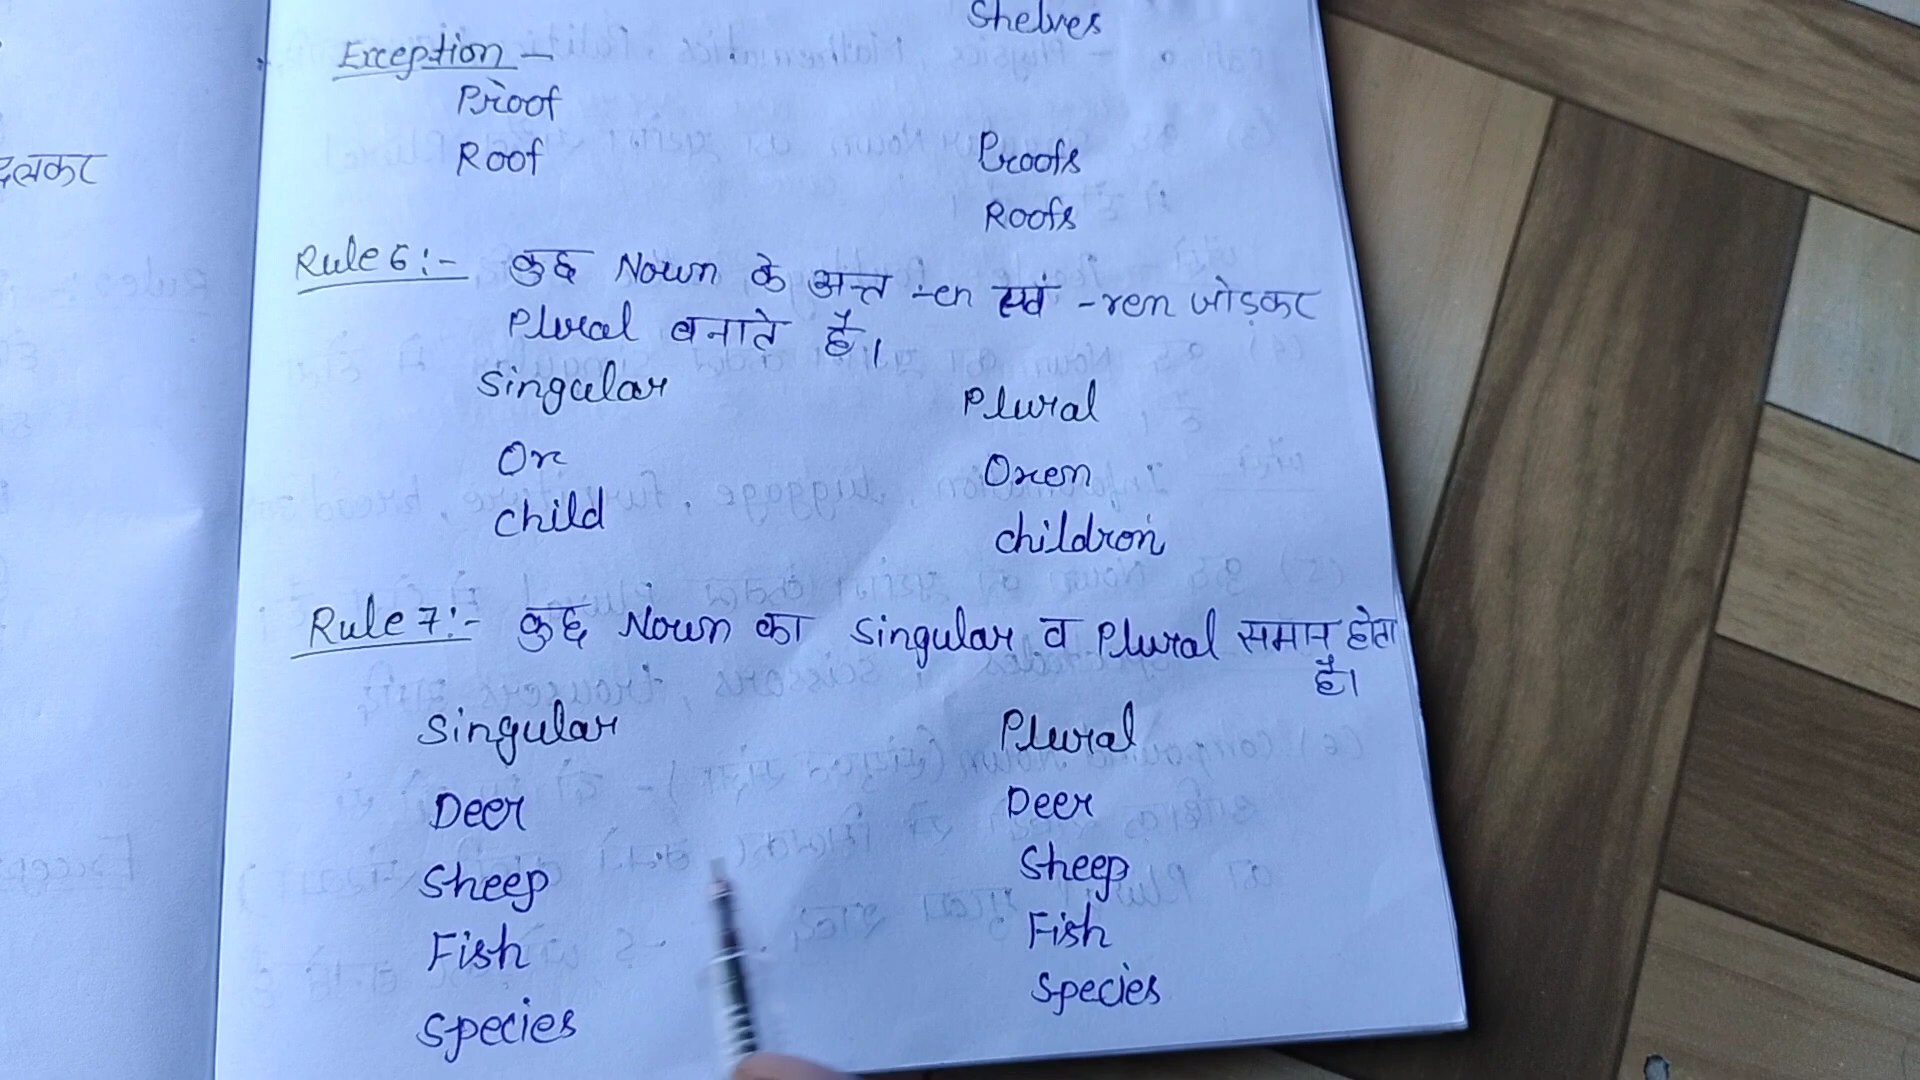 Shelves
Exception -
Proof
Roof Proofs
Roofs
Rule 6:- कुछ Noun के अन्त -en एवं -ren जोड़कर
Plural बनाते है।
Singular Plural
Ox Oxen
child children
Rule 7:- कुछ Noun का Singular व Plural समान होता
है।
Singular Plural
Deer Deer
Sheep Sheep
Fish Fish
Species Species